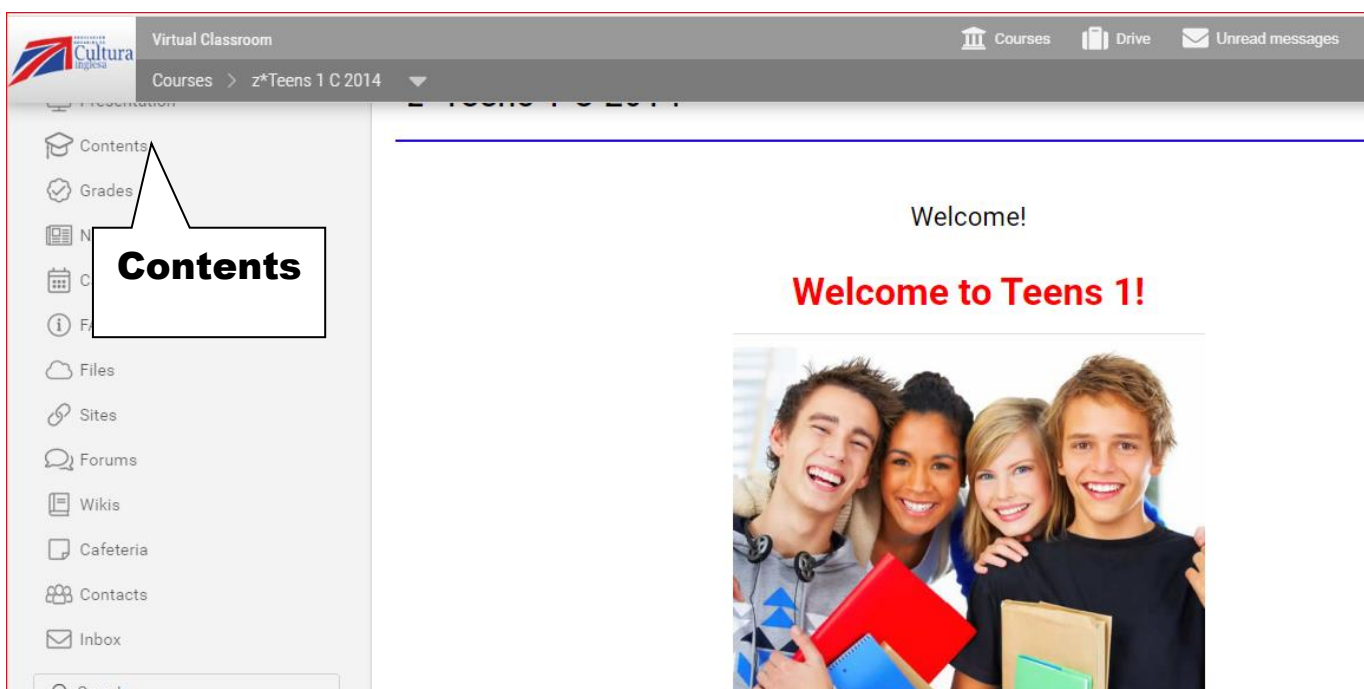 Cultura
inglesa
Virtual Classroom
Courses
Drive
Unread messages
Courses > z*Teens 1 C 2014
Presentation
Contents
Grades
Contents
Files
Sites
Forums
Wikis
Cafeteria
Contacts
Inbox
Welcome!
Welcome to Teens 1!